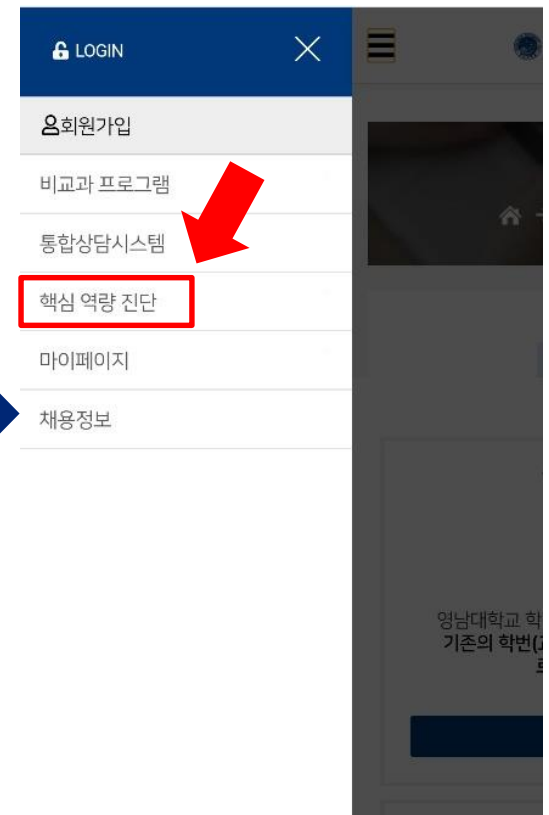 LOGIN
회원가입
비교과 프로그램
통합상담시스템
핵심 역량 진단
마이페이지
채용정보
영남대학교 학
기존의 학번(